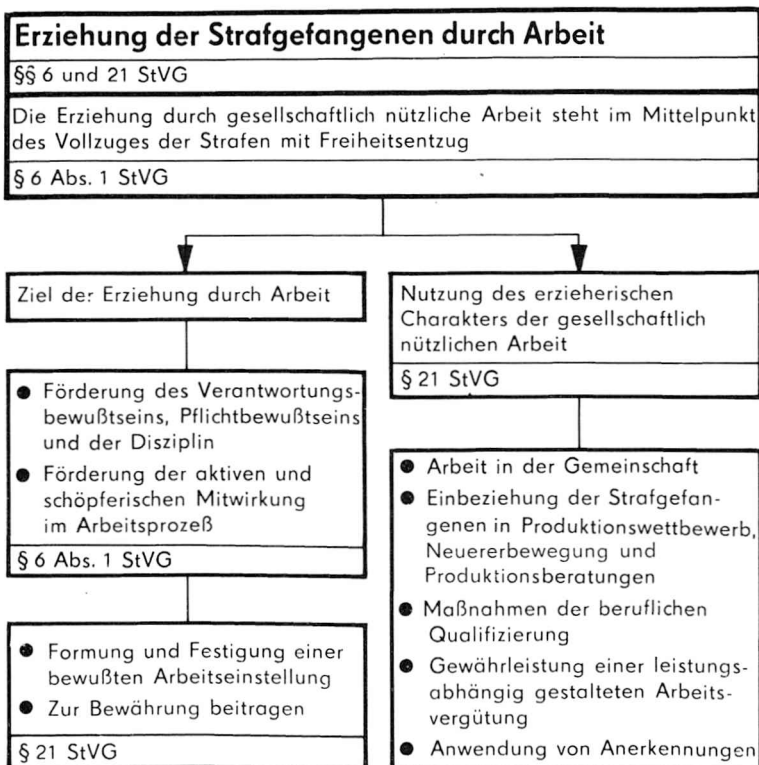 Erziehung der Strafgefangenen durch Arbeit
§§ 6 und 21 StVG
Die Erziehung durch gesellschaftlich nützliche Arbeit steht im Mittelpunkt
des Vollzuges der Strafen mit Freiheitsentzug
§ 6 Abs. 1 StVG
Ziel der Erziehung durch Arbeit
● Förderung des Verantwortungs-
bewußtseins, Pflichtbewußtseins
und der Disziplin
● Förderung der aktiven und
schöpferischen Mitwirkung
im Arbeitsprozeß
§ 6 Abs. 1 StVG
● Formung und Festigung einer
bewußten Arbeitseinstellung
● Zur Bewährung beitragen
§ 21 StVG
Nutzung des erzieherischen
Charakters der gesellschaftlich
nützlichen Arbeit
§ 21 StVG
● Arbeit in der Gemeinschaft
● Einbeziehung der Strafgefan-
genen in Produktionswettbewerb,
Neuererbewegung und
Produktionsberatungen
● Maßnahmen der beruflichen
Qualifizierung
● Gewährleistung einer leistungs-
abhängig gestalteten Arbeits-
vergütung
● Anwendung von Anerkennungen